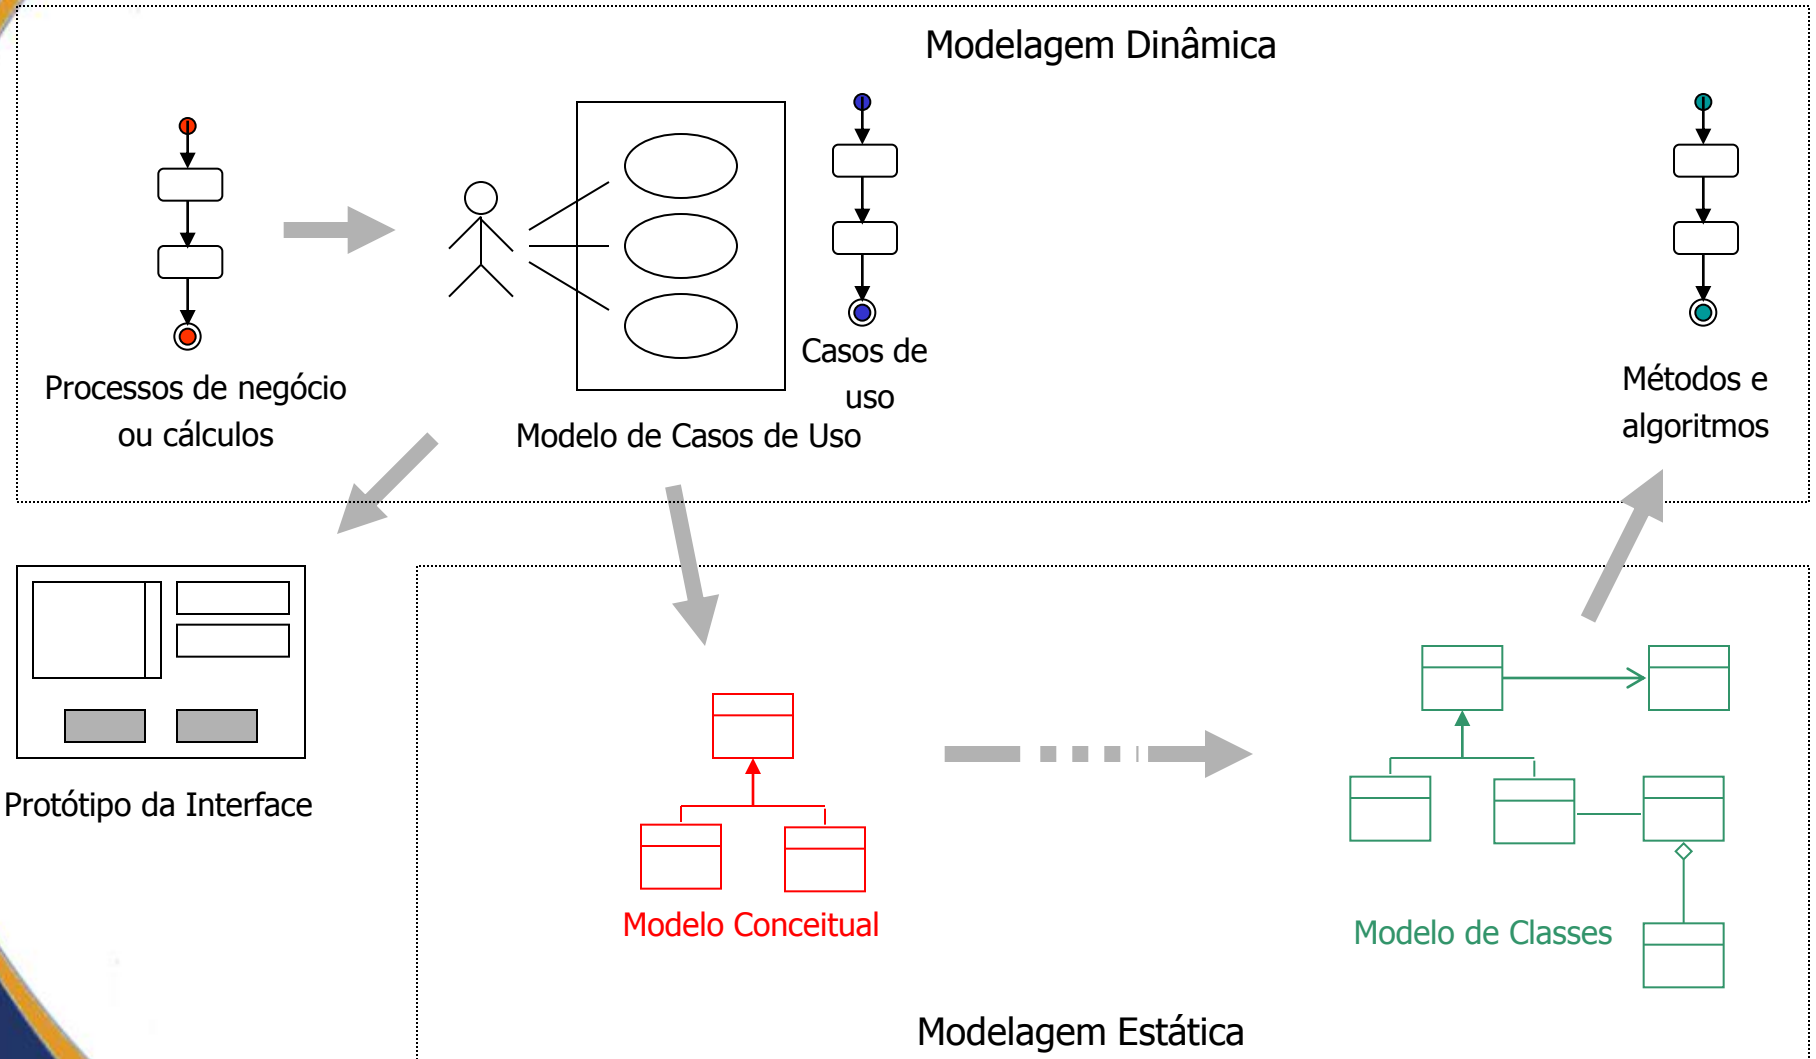 Modelagem Dinâmica
Processos de negócio
ou cálculos
Modelo de Casos de Uso
Casos de
uso
Métodos e
algoritmos
Protótipo da Interface
Modelo Conceitual
Modelo de Classes
Modelagem Estática